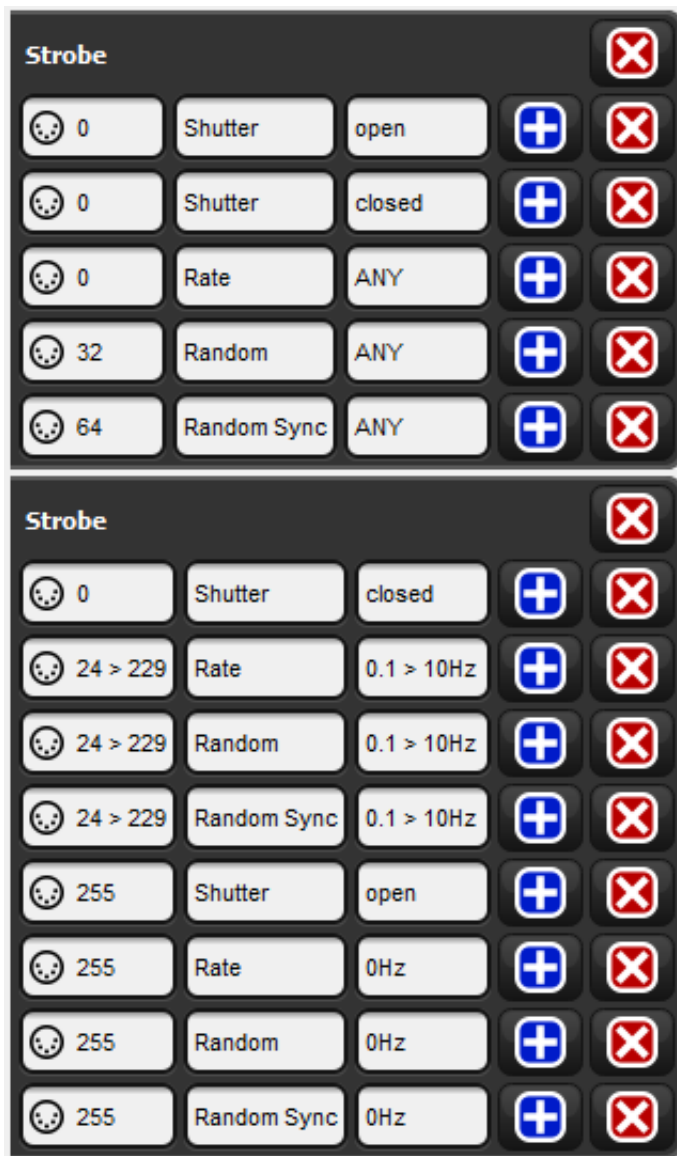 Strobe
0 Shutter open
0 Shutter closed
0 Rate ANY
32 Random ANY
64 Random Sync ANY
Strobe
0 Shutter closed
24 > 229 Rate 0.1 > 10Hz
24 > 229 Random 0.1 > 10Hz
24 > 229 Random Sync 0.1 > 10Hz
255 Shutter open
255 Rate 0Hz
255 Random 0Hz
255 Random Sync 0Hz